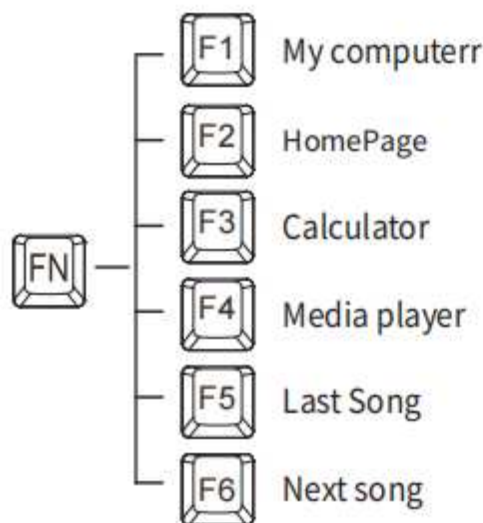 F1 My computerr
F2 HomePage
F3 Calculator
FN
F4 Media player
F5 Last Song
F6 Next song